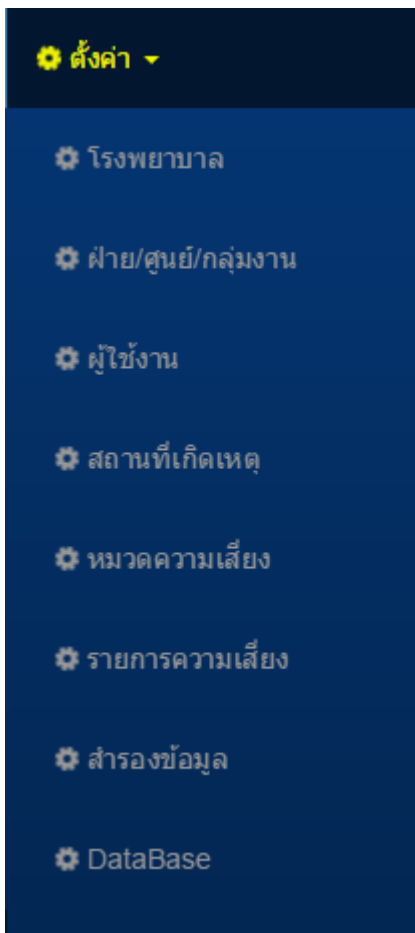 ตั้งค่า
โรงพยาบาล
ฝ่าย/ศูนย์/กลุ่มงาน
ผู้ใช้งาน
สถานที่เกิดเหตุ
หมวดความเสี่ยง
รายการความเสี่ยง
สำรองข้อมูล
DataBase